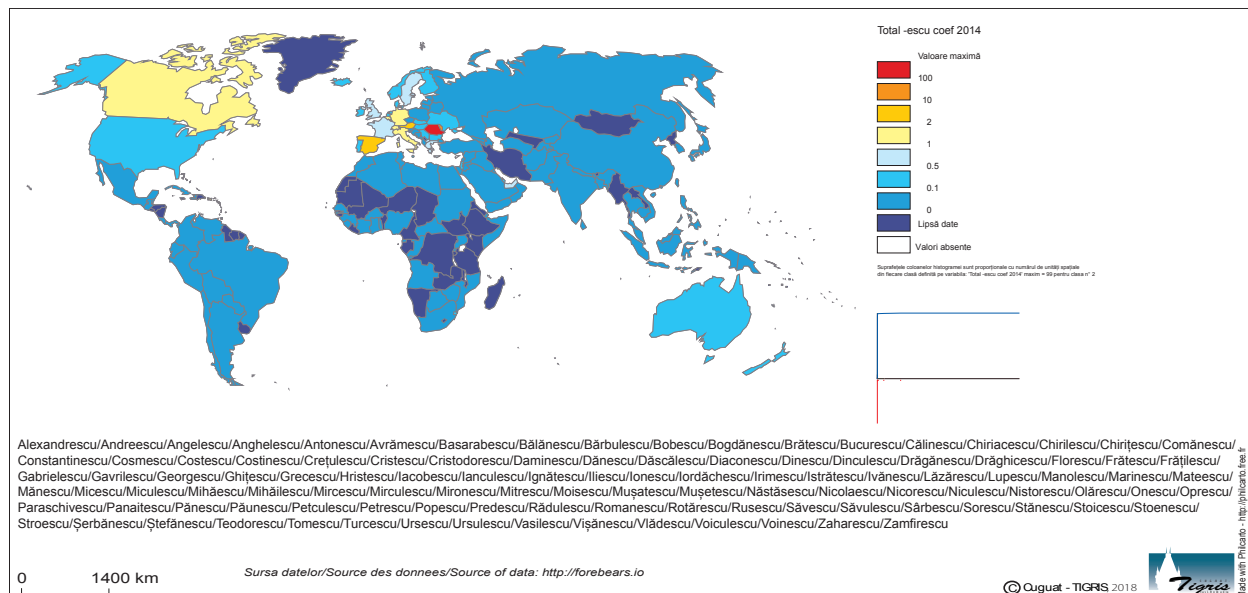 Total -escu coef 2014
Valoare maximă
100
10
2
1
0.5
0.1
0
Lipsă date
Valori absente
Suprafețele coloanelor histogramei sunt proporționale cu numărul de unități spațiale
din fiecare clasă definită pe variabila: 'Total -escu coef 2014' maxim = 99 pentru clasa n° 2
Alexandrescu/Andreescu/Angelescu/Anghelescu/Antonescu/Avrămescu/Basarabescu/Bălănescu/Bărbulescu/Bobescu/Bogdănescu/Brătescu/Bucurescu/Călinescu/Chiriacescu/Chirilescu/Chirițescu/Comănescu/
Constantinescu/Cosmescu/Costescu/Costinescu/Crețulescu/Cristescu/Cristodorescu/Daminescu/Dănescu/Dăscălescu/Diaconescu/Dinescu/Dinculescu/Drăgănescu/Drăghicescu/Florescu/Frătescu/Frățilescu/
Gabrielescu/Gavrilescu/Georgescu/Ghițescu/Grecescu/Hristescu/Iacobescu/Ianculescu/Ignătescu/Iliescu/Ionescu/Iordăchescu/Irimescu/Istrătescu/Ivănescu/Lăzărescu/Lupescu/Manolescu/Marinescu/Mateescu/
Mănescu/Micescu/Miculescu/Mihăescu/Mihăilescu/Mircescu/Mirculescu/Mironescu/Mitrescu/Moisescu/Mușatescu/Mușetescu/Năstăsescu/Nicolaescu/Nicorescu/Niculescu/Nistorescu/Olărescu/Onescu/Oprescu/
Paraschivescu/Panaitescu/Pănescu/Păunescu/Petculescu/Petrescu/Popescu/Predescu/Rădulescu/Romanescu/Rotărescu/Rusescu/Săvescu/Săvulescu/Sârbescu/Sorescu/Stănescu/Stoicescu/Stoenescu/
Stroescu/Șerbănescu/Ștefănescu/Teodorescu/Tomescu/Turcescu/Ursescu/Ursulescu/Vasilescu/Vișănescu/Vlădescu/Voiculescu/Voinescu/Zaharescu/Zamfirescu
0 1400 km
Sursa datelor/Source des donnees/Source of data: http://forebears.io
© Cuguat - TIGRIS, 2018
Tigris
ade with Philcarto - http://philcarto.free.fr